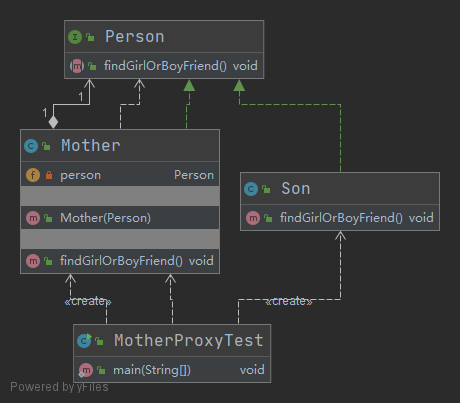 I Person
m findGirlOrBoyFriend() void
1
1
C Mother
f person Person
m Mother(Person)
m findGirlOrBoyFriend() void
C Son
m findGirlOrBoyFriend() void
«create»
«create»
C MotherProxyTest
m main(String[]) void
Powered by yFiles